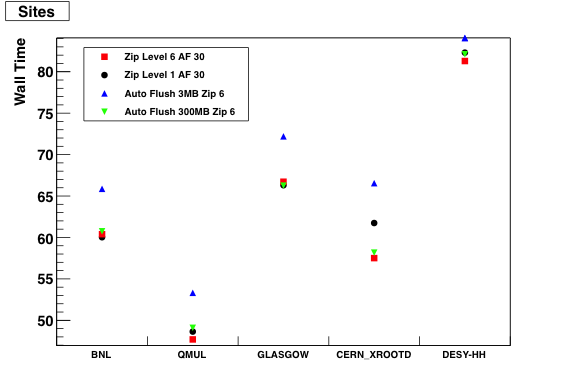 Sites
Wall Time
Zip Level 6 AF 30
Zip Level 1 AF 30
Auto Flush 3MB Zip 6
Auto Flush 300MB Zip 6
80
75
70
65
60
55
50
BNL QMUL GLASGOW CERN_XROOTD DESY-HH